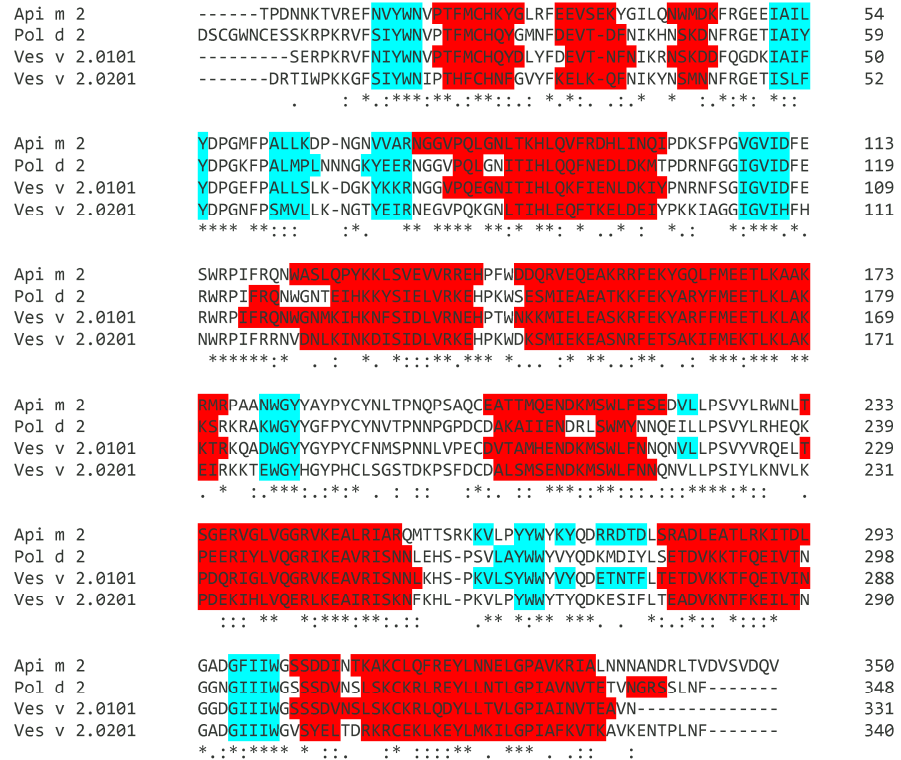 Api m 2 ------TPDNNKTVREFNVYWNVPTFMCHKYGLRFEEVSEKYGILQNWMDKFRGEEIAIL 54
Pol d 2 DSCGWNCESSKRPKRVFSIYWNVPTFMCHQYGMNFDEVT-DFNIKHNSKDNFRGETIAIY 59
Ves v 2.0101 ---------SERPKRVFNIYWNVPTFMCHQYDLYFDEVT-NFNIKRNSKDDFQGDKIAIF 50
Ves v 2.0201 -------DRTIWPKKGFSIYWNIPTHFCHNFGVYFKELK-QFNIKYNSMNNFRGETISLF 52
. : *.:***:**.:**::.: *.*:. ..:. * * .:*:*: *::
Api m 2 YDPGMFPALLKDP-NGNVVARNGGVPQLGNLTKHLQVFRDHLINQIPDKSFPGVGVIDFE 113
Pol d 2 YDPGKFPALMPLNNNGKYEERNGGVPQLGNITIHLQQFNEDLDKMTPDRNFGGIGVIDFE 119
Ves v 2.0101 YDPGEFPALLSLK-DGKYKKRNGGVPQEGNITIHLQKFIENLDKIYPNRNFSGIGVIDFE 109
Ves v 2.0201 YDPGNFPSMVLLK-NGTYEIRNEGVPQKGNLTIHLEQFTKELDEIYPKKIAGGIGVIHFH 111
**** **::: :*. ** **** **:* **: * ..* : *.: *:***.*.
Api m 2 SWRPIFRQNWASLQPYKKLSVEVVRREHPFWDDQRVEQEAKRRFEKYGQLFMEETLKAAK 173
Pol d 2 RWRPIFRQNWGNTEIHKKYSIELVRKEHPKWSESMIEAEATKKFEKYARYFMEETLKLAK 179
Ves v 2.0101 RWRPIFRQNWGNMKIHKNFSIDLVRNEHPTWNKKMIELEASKRFEKYARFFMEETLKLAK 169
Ves v 2.0201 NWRPIFRRNVDNLKIHKDISIDLVRKEHPKWDKSMIELEASNRFETSAKIFMEETLKLAK 171
******:* . : *. *:::**.*** *... :* **..:**. .: ******* **
Api m 2 RMRPAANWGYYAYPYCYNLTPNQPSAQCEATTMQENDKMSWLFESEDVLLPSVYLRWNLT 233
Pol d 2 KSRKRAKWGYYGFPYCYNVTPNNPGPDCDAKAIIENDRLSWMYNNQEILLPSVYLRHEQK 239
Ves v 2.0101 KTRKQADWGYYGYPYCFNMSPNNLVPECDVTAMHENDKMSWLFNNQNVLLPSVYVRQELT 229
Ves v 2.0201 EIRKKTEWGYHGYPHCLSGSTDKPSFDCDALSMSENDKMSWLFNNQNVLLPSIYLKNVLK 231
. * :.***:.:*:* . : :: :*:. :: ***::**::::.::****:*:: .
Api m 2 SGERVGLVGGRVKEALRIARQMTTSRKKVLPYYWYKYQDRRDTDLSRADLEATLRKITDL 293
Pol d 2 PEERIYLVQGRIKEAVRISNNLEHS-PSVLAYWWYVYQDKMDIYLSETDVKKTFQEIVTN 298
Ves v 2.0101 PDQRIGLVQGRVKEAVRISNNLKHS-PKVLSYWWYVYQDETNTFLTETDVKKTFQEIVIN 288
Ves v 2.0201 PDEKIHLVQERLKEAIRISKNFKHL-PKVLPYWWYTYQDKESIFLTEADVKNTFKEILTN 290
::: ** *:***:**:.:: .** *:** ***. . *:.:*:: *:::*
Api m 2 GADGFIIWGSSDDINTKAKCLQFREYLNNELGPAVKRIALNNNANDRLTVDVSVDQV 350
Pol d 2 GGNGIIIWGSSSDVNSLSKCKRLREYLLNTLGPIAVNVTETVNGRSSLNF------- 348
Ves v 2.0101 GGDGIIIWGSSSDVNSLSKCKRLQDYLLTVLGPIAINVTEAVN-------------- 331
Ves v 2.0201 GADGIIIWGVSYELTDRKRCEKLKEYLMKILGPIAFKVTKAVKENTPLNF------- 340
*.:*:**** * ::. :* ::::** . *** . .:: :